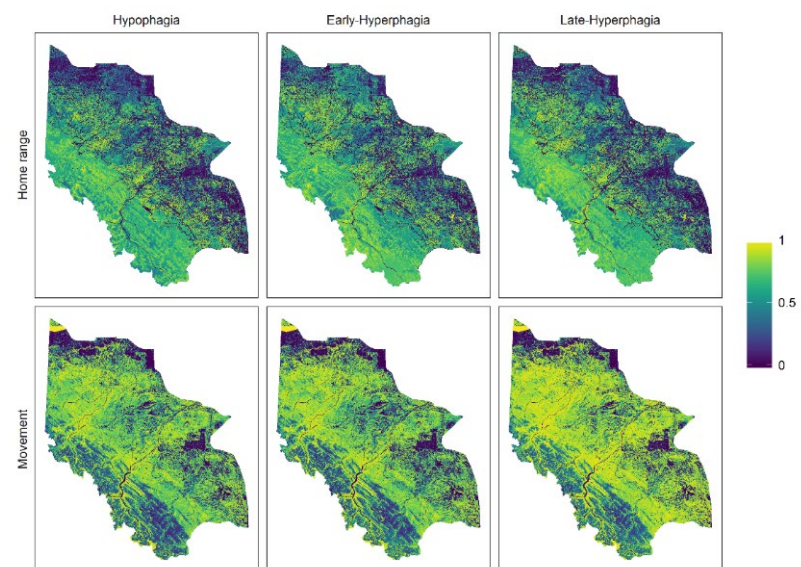 Hypophagia
Early-Hyperphagia
Late-Hyperphagia
Home range
Movement
1
0.5
0